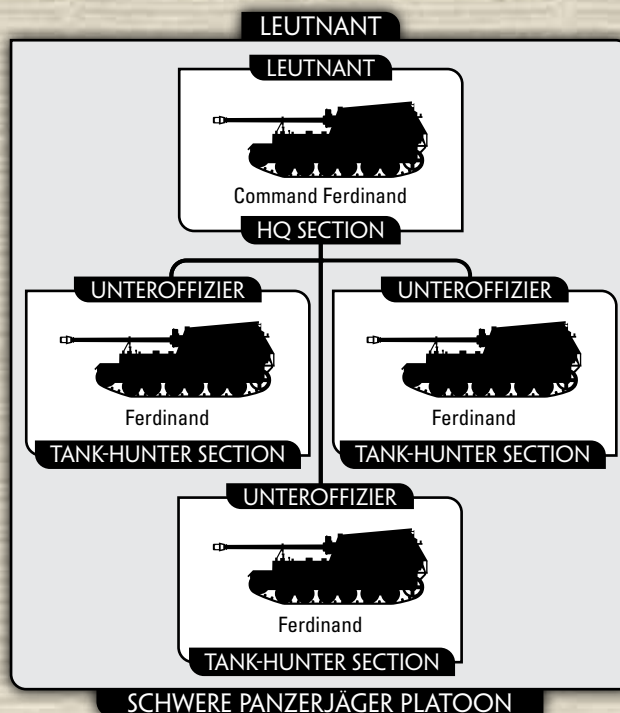 LEUTNANT
LEUTNANT
Command Ferdinand
HQ SECTION
UNTEROFFIZIER
UNTEROFFIZIER
Ferdinand
Ferdinand
TANK-HUNTER SECTION
TANK-HUNTER SECTION
UNTEROFFIZIER
Ferdinand
TANK-HUNTER SECTION
SCHWERE PANZERJÄGER PLATOON